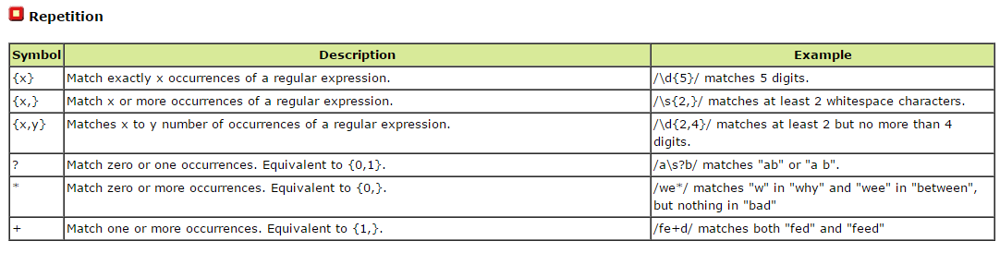 Repetition
Symbol Description Example
{x} Match exactly x occurrences of a regular expression. /\d{5}/ matches 5 digits.
{x,} Match x or more occurrences of a regular expression. /\s{2,}/ matches at least 2 whitespace characters.
{x,y} Matches x to y number of occurrences of a regular expression. /\d{2,4}/ matches at least 2 but no more than 4
digits.
? Match zero or one occurrences. Equivalent to {0,1}. /a\s?b/ matches "ab" or "a b".
* Match zero or more occurrences. Equivalent to {0,}. /we*/ matches "w" in "why" and "wee" in "between",
but nothing in "bad"
+ Match one or more occurrences. Equivalent to {1,}. /fe+d/ matches both "fed" and "feed"